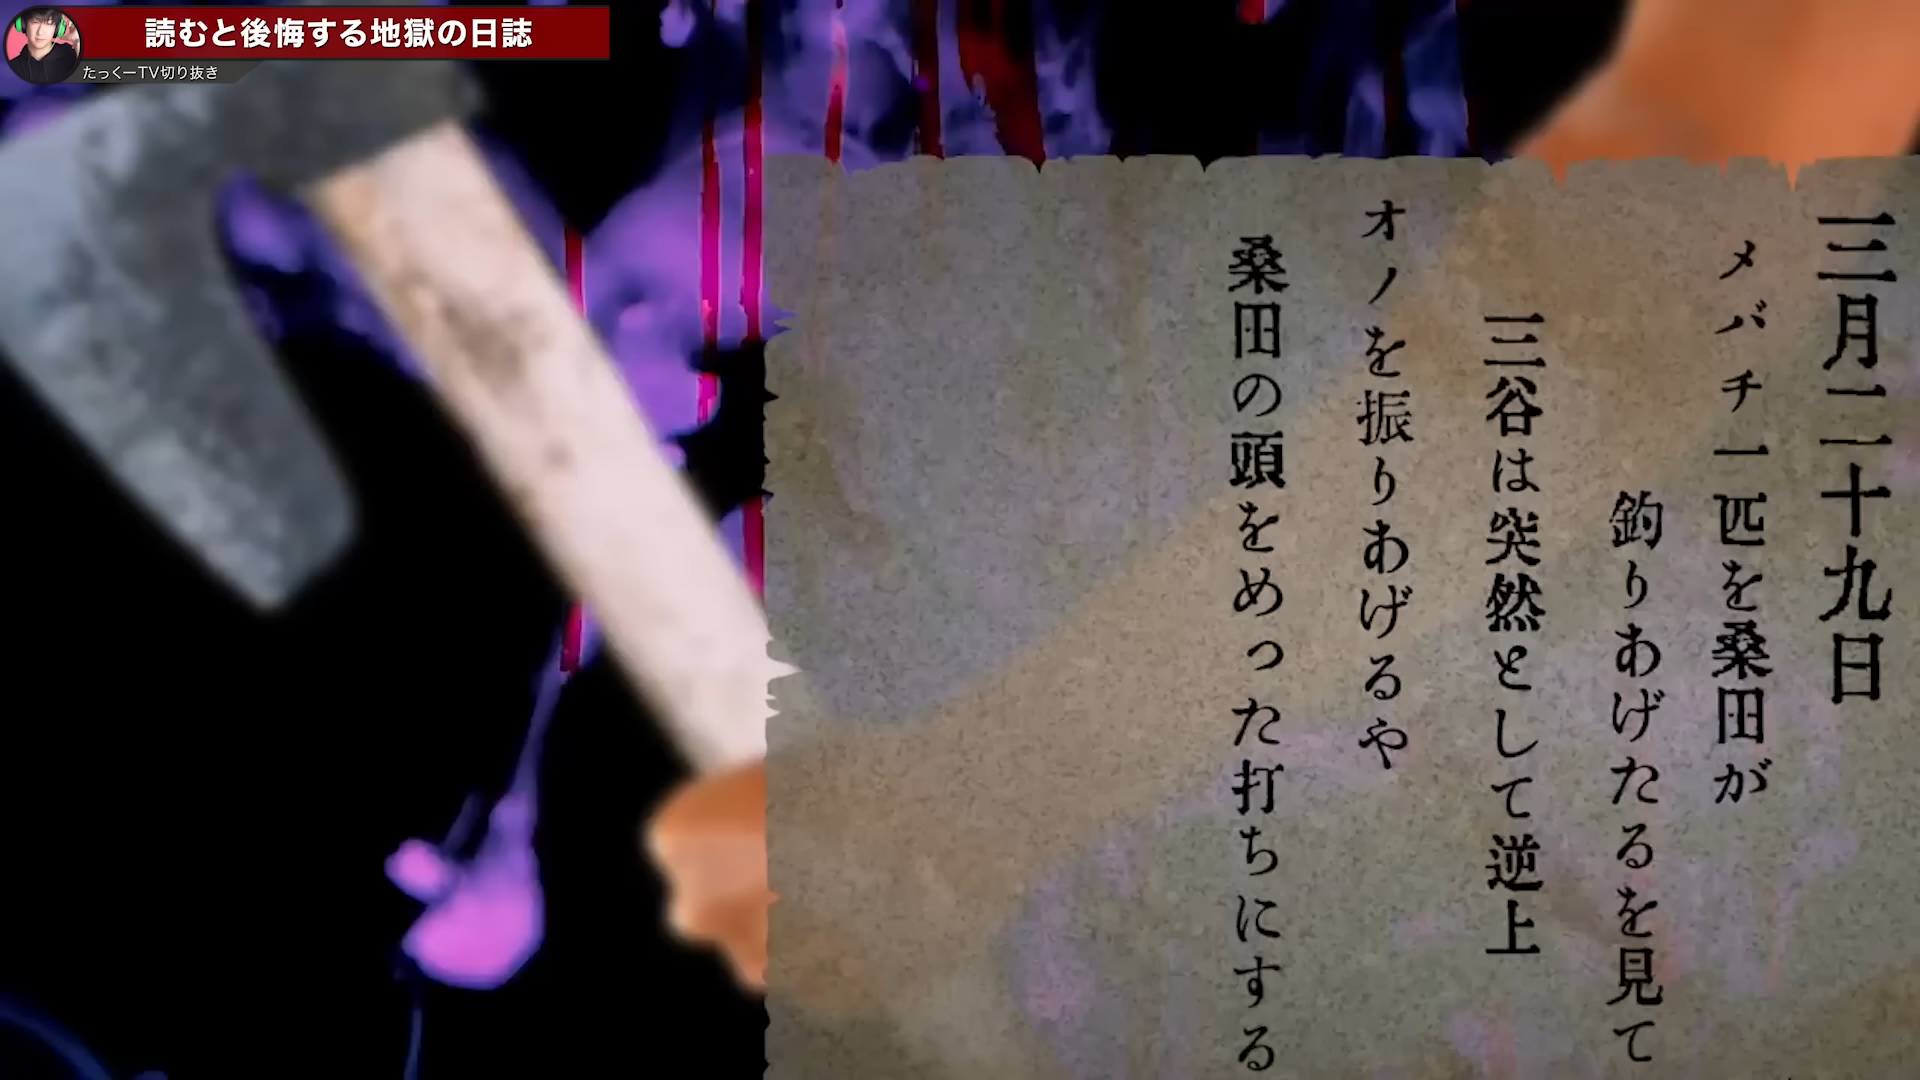 読むと後悔する地獄の日誌
たっくーTV切り抜き
三月二十九日
メバチ一匹を桑田が
釣りあげたるを見て
三谷は突然として逆上
オノを振りあげるや
桑田の頭をめった打ちにする